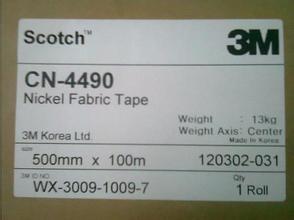 Scotch™ 3M
CN-4490
Nickel Fabric Tape
Weight : 13kg
Weight Axis: Center
Made in Korea
3M Korea Ltd.
SIZE
500mm x 100m 120302-031
3M ID NO. Qty
WX-3009-1009-7 1 Roll